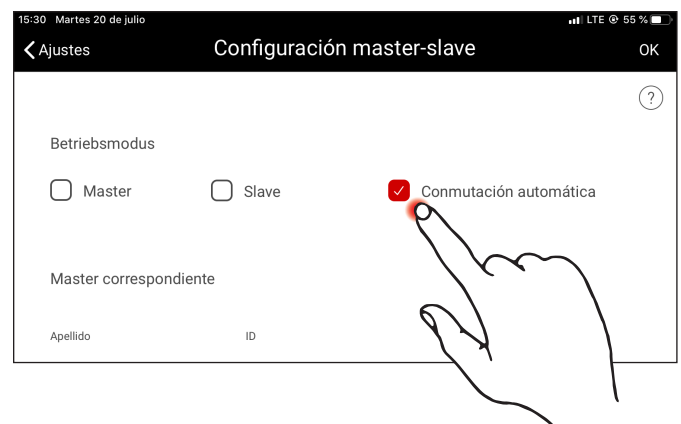 15:30 Martes 20 de julio LTE 55 %
Ajustes Configuración master-slave OK
?
Betriebsmodus
Master Slave Conmutación automática
Master correspondiente
Apellido ID